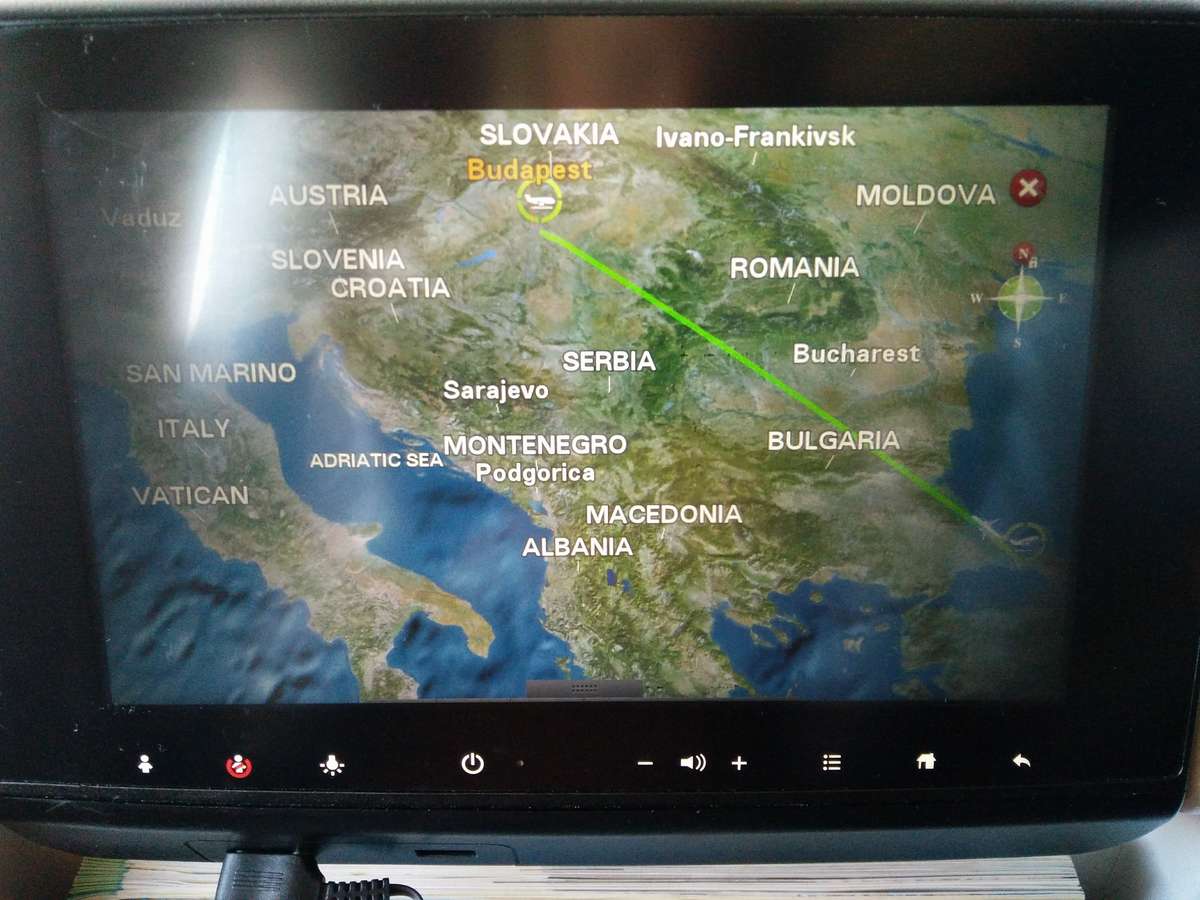 SLOVAKIA
Ivano-Frankivsk
Budapest
AUSTRIA
MOLDOVA
Vaduz
SLOVENIA
ROMANIA
CROATIA
N
W
E
S
Bucharest
SERBIA
SAN MARINO
Sarajevo
ITALY
BULGARIA
MONTENEGRO
ADRIATIC SEA
Podgorica
VATICAN
MACEDONIA
ALBANIA